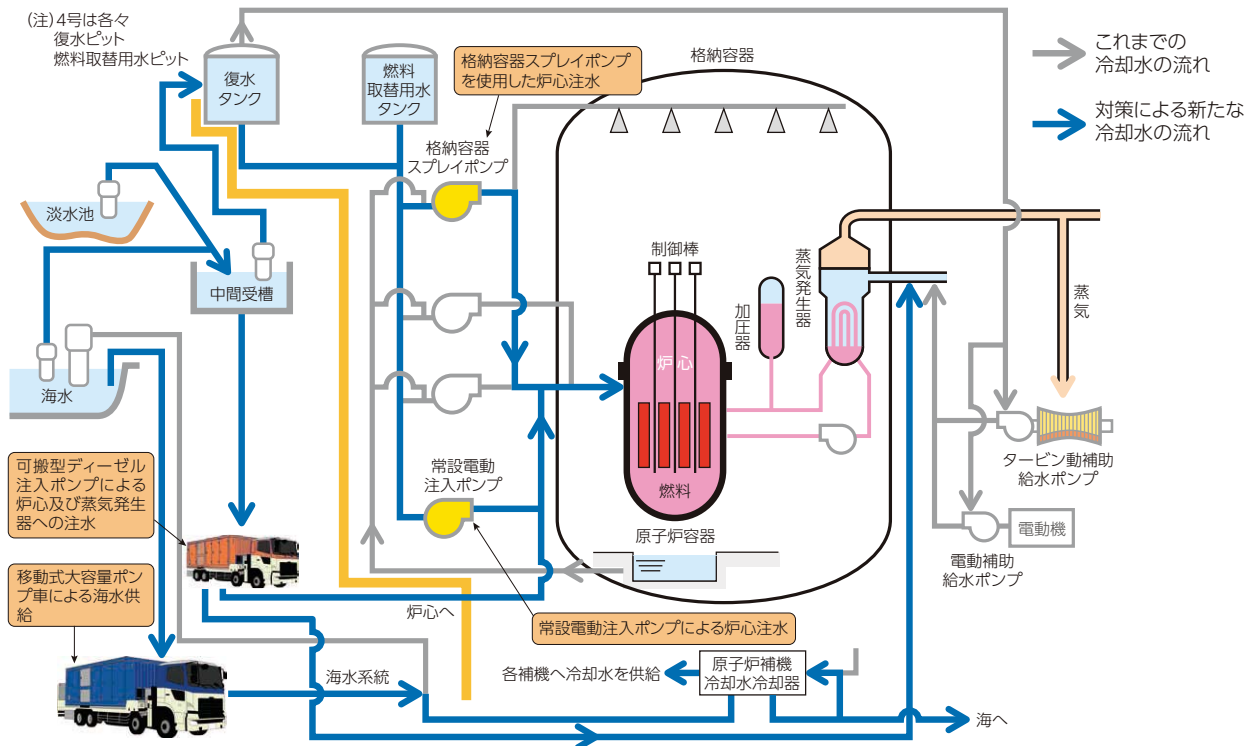 (注)4号は各々
復水ピット
燃料取替用水ピット
復水
タンク
燃料
取替用水
タンク
格納容器スプレイポンプ
を使用した炉心注水
格納容器
これまでの
冷却水の流れ
対策による新たな
冷却水の流れ
格納容器
スプレイポンプ
淡水池
中間受槽
海水
制御棒
加圧器
蒸気発生器
蒸気
炉心
燃料
原子炉容器
タービン動補助
給水ポンプ
電動機
電動補助
給水ポンプ
可搬型ディーゼル
注入ポンプによる
炉心及び蒸気発生
器への注水
常設電動
注入ポンプ
移動式大容量ポン
プ車による海水供
給
炉心へ
常設電動注入ポンプによる炉心注水
海水系統
各補機へ冷却水を供給
原子炉補機
冷却水冷却器
海へ